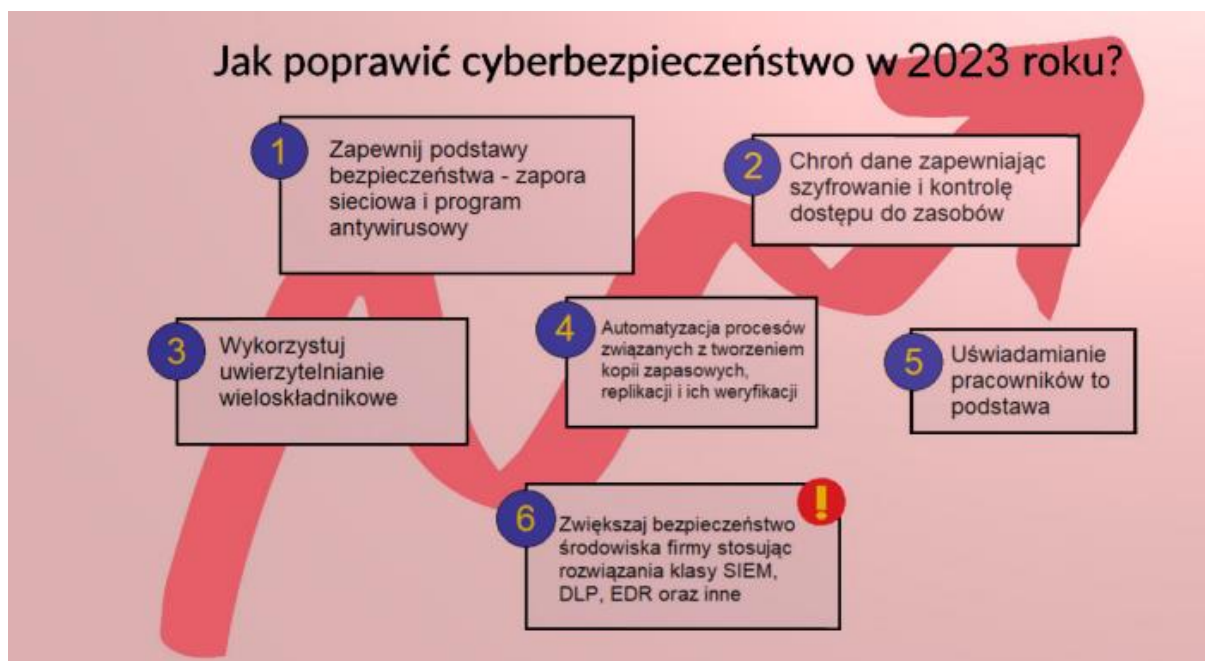 Jak poprawić cyberbezpieczeństwo w 2023 roku?
1
Zapewnij podstawy
bezpieczeństwa - zapora
sieciowa i program
antywirusowy
2
Chroń dane zapewniając
szyfrowanie i kontrolę
dostępu do zasobów
3
Wykorzystuj
uwierzytelnianie
wieloskładnikowe
4
Automatyzacja procesów
związanych z tworzeniem
kopii zapasowych,
replikacji i ich weryfikacji
5
Uświadamianie
pracowników to
podstawa
6
!
Zwiększaj bezpieczeństwo
środowiska firmy stosując
rozwiązania klasy SIEM,
DLP, EDR oraz inne